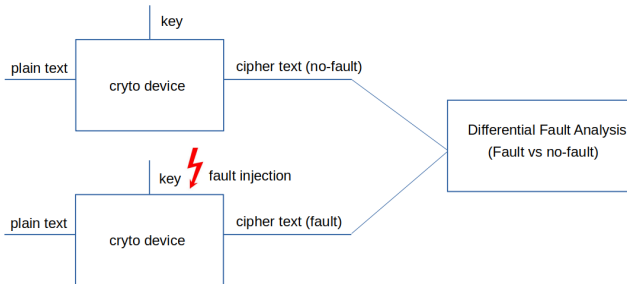 key
plain text
cipher text (no-fault)
cryto device
Differential Fault Analysis
(Fault vs no-fault)
key
fault injection
plain text
cipher text (fault)
cryto device